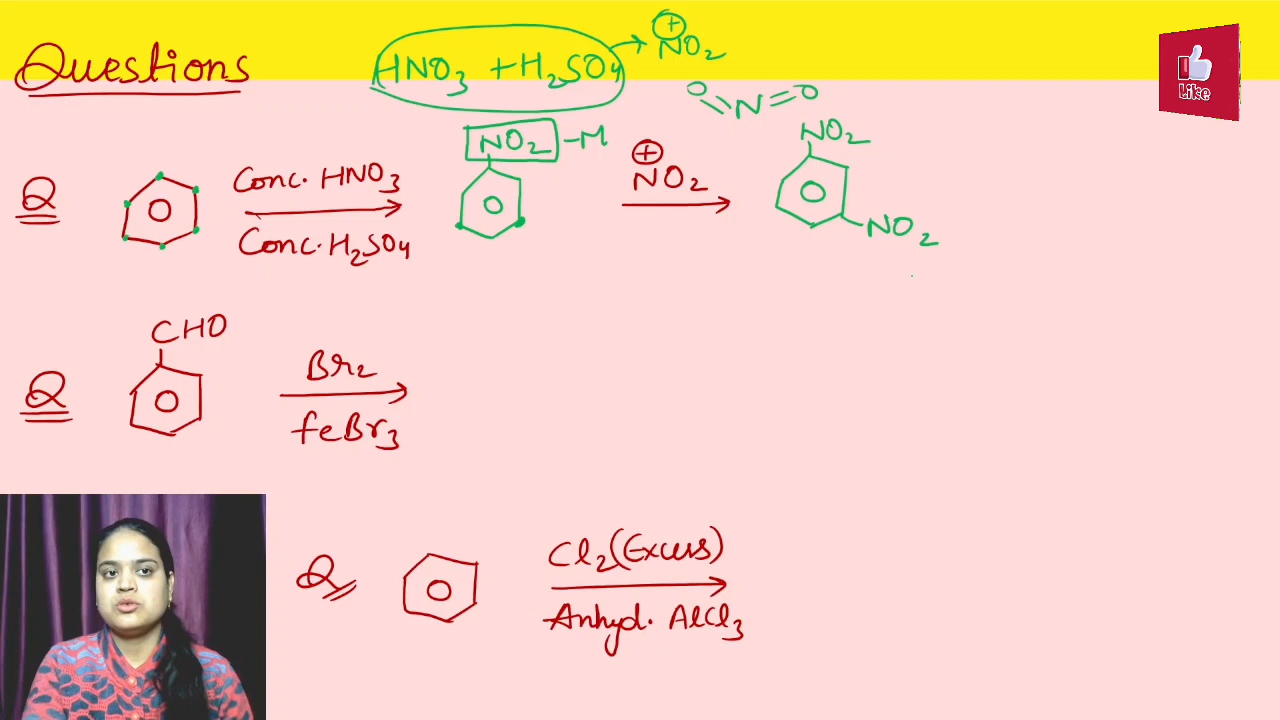 Questions
HNO3 + H2SO4 → ⊕NO2
O=N=O
Like
Q Conc. HNO3 NO2 -M ⊕NO2 NO2
Conc. H2SO4 NO2
CHO
Q Br2
feBr3
Q Cl2 (Excess)
Anhyd. AlCl3